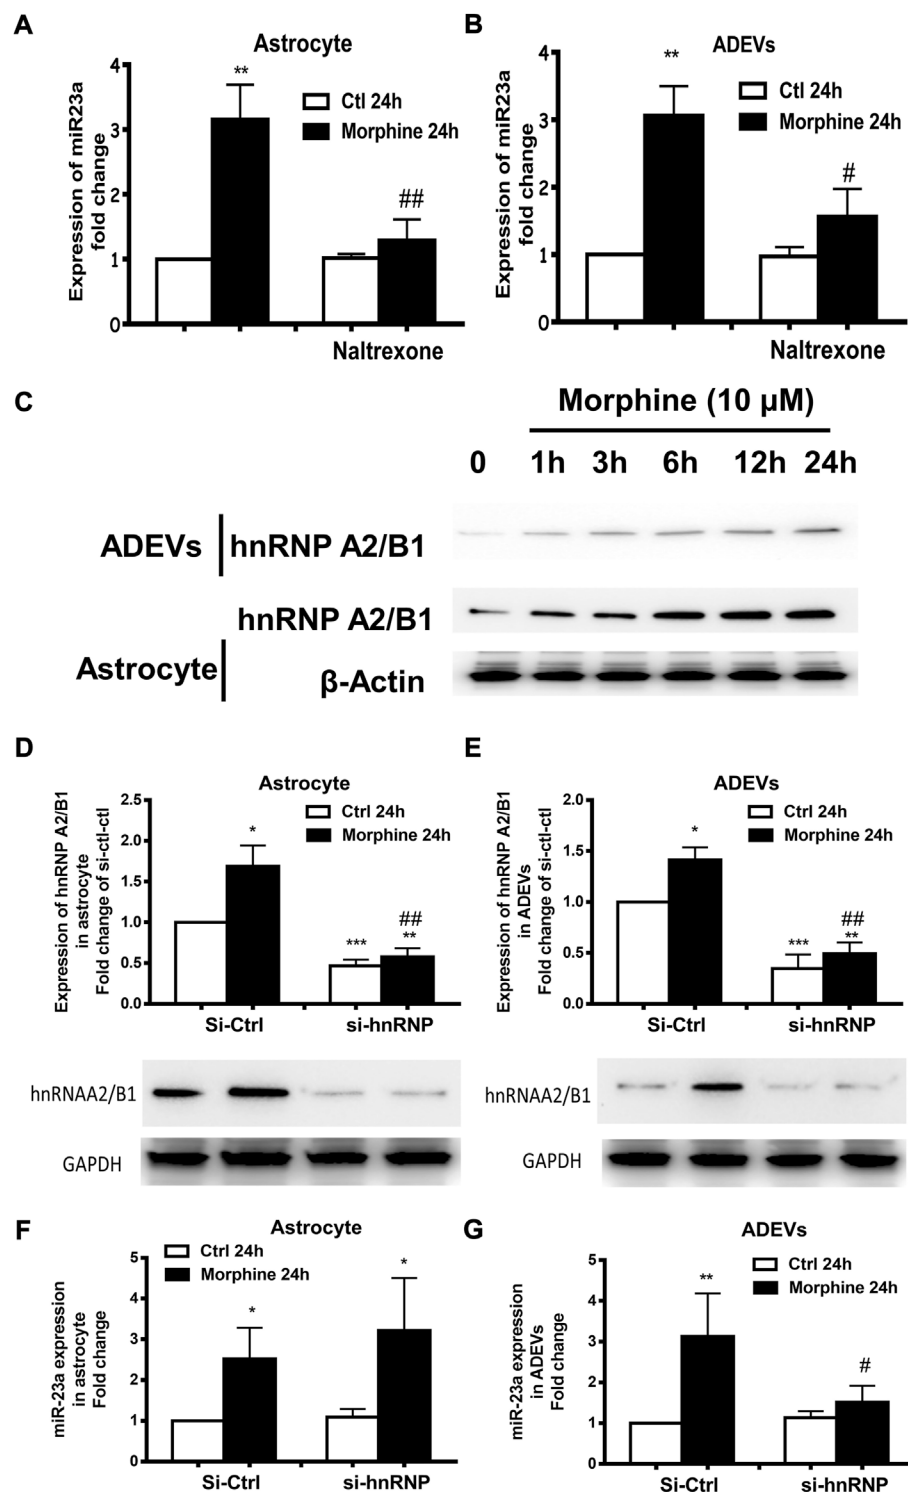 A
Astrocyte
Expression of miR23a
fold change
4
3
2
1
0
**
##
Ctl 24h
Morphine 24h
Naltrexone
B
ADEVs
Expression of miR23a
fold change
4
3
2
1
0
**
#
Ctl 24h
Morphine 24h
Naltrexone
C
Morphine (10 µM)
0 1h 3h 6h 12h 24h
ADEVs hnRNP A2/B1
hnRNP A2/B1
Astrocyte
β-Actin
D
Astrocyte
Expression of hnRNP A2/B1
in astrocyte
Fold change of si-ctl-ctl
2.5
2.0
1.5
1.0
0.5
0.0
Ctrl 24h
Morphine 24h
*
***
##
**
Si-Ctrl si-hnRNP
hnRNAA2/B1
GAPDH
E
ADEVs
Expression of hnRNP A2/B1
in ADEVs
Fold change of si-ctl-ctl
2.0
1.5
1.0
0.5
0.0
Ctrl 24h
Morphine 24h
*
***
##
**
Si-Ctrl si-hnRNP
hnRNAA2/B1
GAPDH
F
Astrocyte
miR-23a expression
in astrocyte
Fold change
5
4
3
2
1
0
Ctrl 24h
Morphine 24h
*
*
Si-Ctrl si-hnRNP
G
ADEVs
miR-23a expression
in ADEVs
Fold change
5
4
3
2
1
0
Ctrl 24h
Morphine 24h
**
#
Si-Ctrl si-hnRNP